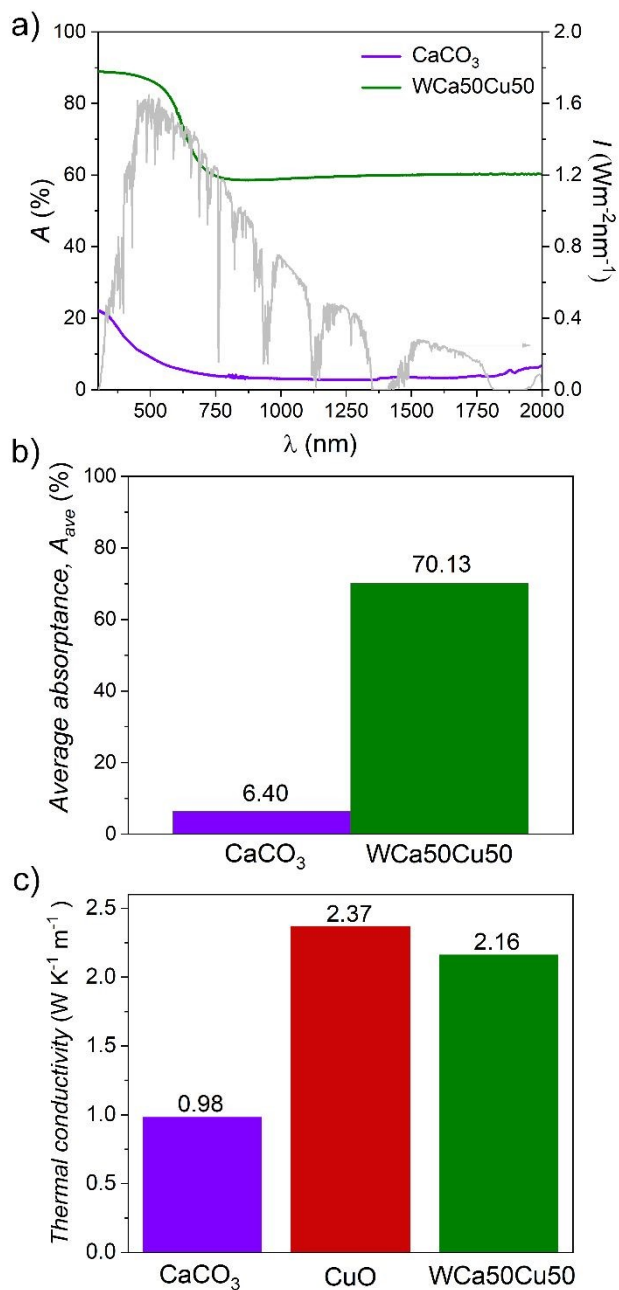 a)
100
80
60
40
20
0
A (%)
CaCO₃
WCa50Cu50
2.0
1.6
1.2
0.8
0.4
0.0
I (Wm⁻²nm⁻¹)
500 750 1000 1250 1500 1750 2000
λ (nm)
b)
100
80
60
40
20
0
Average absorptance, A_ave (%)
6.40
70.13
CaCO₃ WCa50Cu50
c)
2.5
2.0
1.5
1.0
0.5
0.0
Thermal conductivity (W K⁻¹ m⁻¹)
0.98
2.37
2.16
CaCO₃ CuO WCa50Cu50